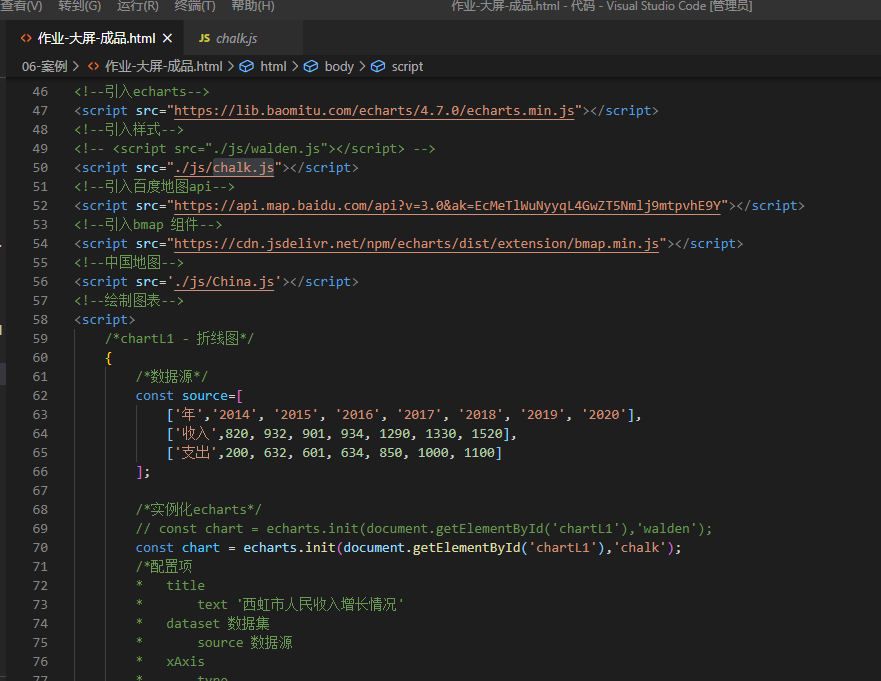 查看(V) 转到(G) 运行(R) 终端(T) 帮助(H) 作业-大屏-成品.html - 代码 - Visual Studio Code [管理员]
作业-大屏-成品.html × JS chalk.js
06-案例 > 作业-大屏-成品.html > html > body > script
46 <!--引入echarts-->
47 <script src="https://lib.baomitu.com/echarts/4.7.0/echarts.min.js"></script>
48 <!--引入样式-->
49 <!-- <script src="./js/walden.js"></script> -->
50 <script src="./js/chalk.js"></script>
51 <!--引入百度地图api-->
52 <script src="https://api.map.baidu.com/api?v=3.0&ak=EcMeTlWuNyyqL4GwZT5Nmlj9mtpvhE9Y"></script>
53 <!--引入bmap 组件-->
54 <script src="https://cdn.jsdelivr.net/npm/echarts/dist/extension/bmap.min.js"></script>
55 <!--中国地图-->
56 <script src='./js/China.js'></script>
57 <!--绘制图表-->
58 <script>
59 /*chartL1 - 折线图*/
60 {
61 /*数据源*/
62 const source=[
63 ['年','2014', '2015', '2016', '2017', '2018', '2019', '2020'],
64 ['收入',820, 932, 901, 934, 1290, 1330, 1520],
65 ['支出',200, 632, 601, 634, 850, 1000, 1100]
66 ];
67
68 /*实例化echarts*/
69 // const chart = echarts.init(document.getElementById('chartL1'),'walden');
70 const chart = echarts.init(document.getElementById('chartL1'),'chalk');
71 /*配置项
72 * title
73 * text '西虹市人民收入增长情况'
74 * dataset 数据集
75 * source 数据源
76 * xAxis
77 * type